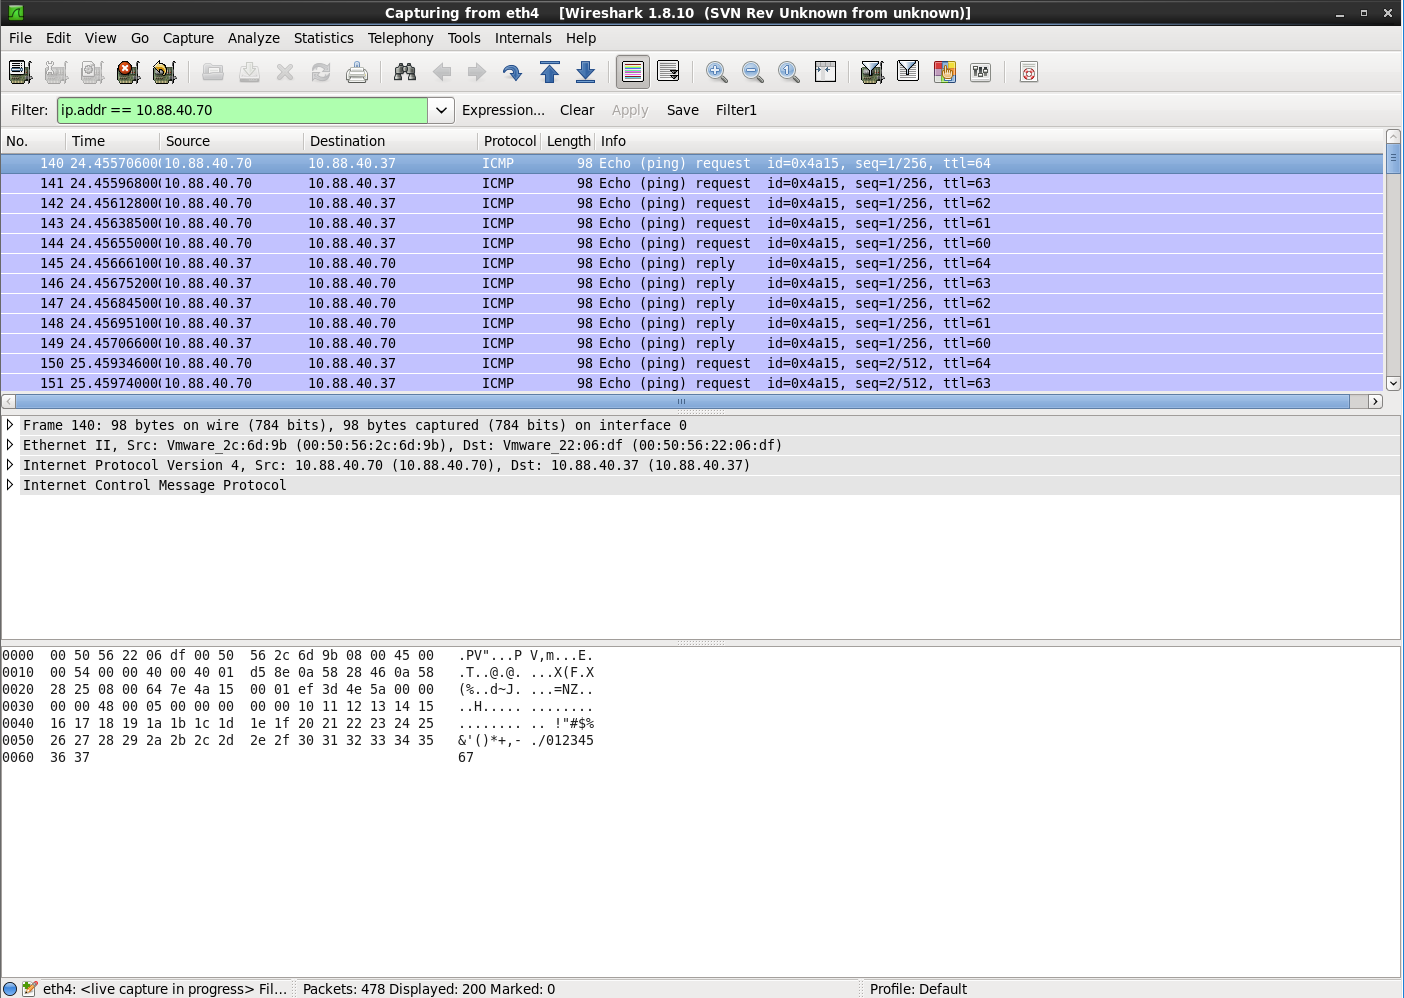 Capturing from eth4 [Wireshark 1.8.10 (SVN Rev Unknown from unknown)]
File Edit View Go Capture Analyze Statistics Telephony Tools Internals Help
Filter: ip.addr == 10.88.40.70 Expression... Clear Apply Save Filter1
No. Time Source Destination Protocol Length Info
140 24.45570600( 10.88.40.70 10.88.40.37 ICMP 98 Echo (ping) request id=0x4a15, seq=1/256, ttl=64
141 24.45596800( 10.88.40.70 10.88.40.37 ICMP 98 Echo (ping) request id=0x4a15, seq=1/256, ttl=63
142 24.45612800( 10.88.40.70 10.88.40.37 ICMP 98 Echo (ping) request id=0x4a15, seq=1/256, ttl=62
143 24.45638500( 10.88.40.70 10.88.40.37 ICMP 98 Echo (ping) request id=0x4a15, seq=1/256, ttl=61
144 24.45655000( 10.88.40.70 10.88.40.37 ICMP 98 Echo (ping) request id=0x4a15, seq=1/256, ttl=60
145 24.45666100( 10.88.40.37 10.88.40.70 ICMP 98 Echo (ping) reply id=0x4a15, seq=1/256, ttl=64
146 24.45675200( 10.88.40.37 10.88.40.70 ICMP 98 Echo (ping) reply id=0x4a15, seq=1/256, ttl=63
147 24.45684500( 10.88.40.37 10.88.40.70 ICMP 98 Echo (ping) reply id=0x4a15, seq=1/256, ttl=62
148 24.45695100( 10.88.40.37 10.88.40.70 ICMP 98 Echo (ping) reply id=0x4a15, seq=1/256, ttl=61
149 24.45706600( 10.88.40.37 10.88.40.70 ICMP 98 Echo (ping) reply id=0x4a15, seq=1/256, ttl=60
150 25.45934600( 10.88.40.70 10.88.40.37 ICMP 98 Echo (ping) request id=0x4a15, seq=2/512, ttl=64
151 25.45974000( 10.88.40.70 10.88.40.37 ICMP 98 Echo (ping) request id=0x4a15, seq=2/512, ttl=63
Frame 140: 98 bytes on wire (784 bits), 98 bytes captured (784 bits) on interface 0
Ethernet II, Src: Vmware_2c:6d:9b (00:50:56:2c:6d:9b), Dst: Vmware_22:06:df (00:50:56:22:06:df)
Internet Protocol Version 4, Src: 10.88.40.70 (10.88.40.70), Dst: 10.88.40.37 (10.88.40.37)
Internet Control Message Protocol
0000 00 50 56 22 06 df 00 50 56 2c 6d 9b 08 00 45 00 .PV"...P V,m...E.
0010 00 54 00 00 40 00 40 01 d5 8e 0a 58 28 46 0a 58 .T..@.@. ...X(F.X
0020 28 25 08 00 64 7e 4a 15 00 01 ef 3d 4e 5a 00 00 (%..d~J. ...=NZ..
0030 00 00 48 00 05 00 00 00 00 00 10 11 12 13 14 15 ..H..... ........
0040 16 17 18 19 1a 1b 1c 1d 1e 1f 20 21 22 23 24 25 ........ .. !"#$%
0050 26 27 28 29 2a 2b 2c 2d 2e 2f 30 31 32 33 34 35 &'()*+,- ./012345
0060 36 37 67
eth4: <live capture in progress> Fil... Packets: 478 Displayed: 200 Marked: 0 Profile: Default